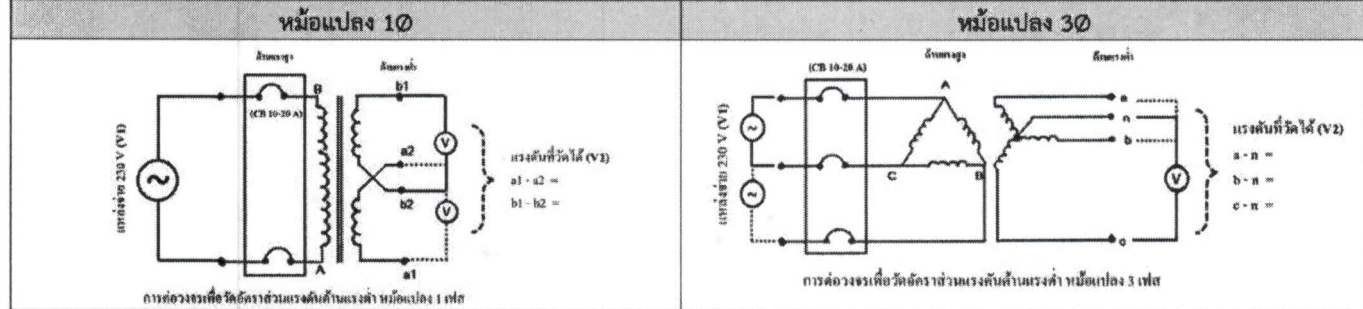 หม้อแปลง 1Ø
ด้านแรงสูง
ด้านแรงต่ำ
B
b1
(CB 10-20 A)
แหล่งจ่าย 230 V (V1)
~
a2
b2
V
V
A
a1
แรงดันที่วัดได้ (V2)
a1 - a2 =
b1 - b2 =
การต่อวงจรเพื่อวัดอัตราส่วนแรงดันด้านแรงต่ำ หม้อแปลง 1 เฟส
หม้อแปลง 3Ø
(CB 10-20 A)
ด้านแรงสูง
ด้านแรงต่ำ
แหล่งจ่าย 230 V (V1)
~
~
A
C
B
a
n
b
V
c
แรงดันที่วัดได้ (V2)
a - n =
b - n =
c - n =
การต่อวงจรเพื่อวัดอัตราส่วนแรงดันด้านแรงต่ำ หม้อแปลง 3 เฟส